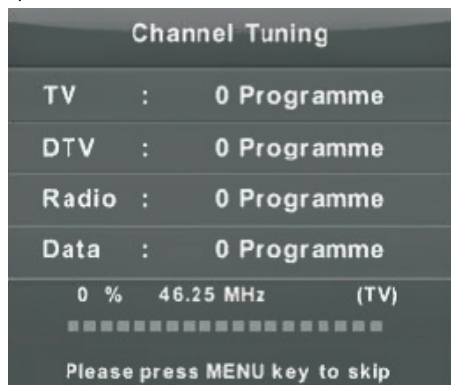 Channel Tuning
TV : 0 Programme
DTV : 0 Programme
Radio : 0 Programme
Data : 0 Programme
0 % 46.25 MHz (TV)
Please press MENU key to skip